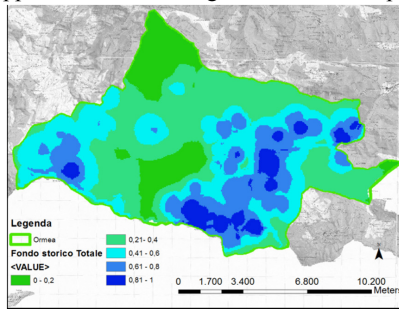 Legenda
Ormea
Fondo storico Totale
<VALUE>
0 - 0,2
0,21- 0,4
0,41 - 0,6
0,61 - 0,8
0,81 - 1
0 1.700 3.400 6.800 10.200
Meters